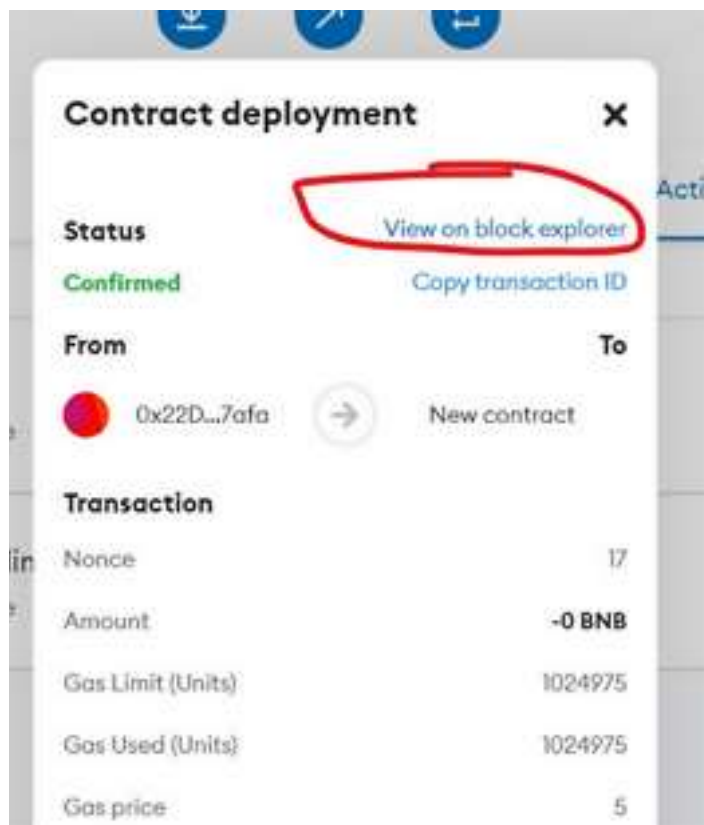 Contract deployment
Acti
Status View on block explorer
Confirmed Copy transaction ID
From To
0x22D...7afa New contract
Transaction
Nonce 17
Amount -0 BNB
Gas Limit (Units) 1024975
Gas Used (Units) 1024975
Gas price 5